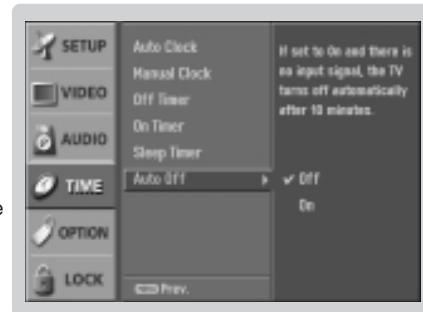 SETUP
VIDEO
AUDIO
TIME
OPTION
LOCK
Auto Clock
Manual Clock
Off Timer
On Timer
Sleep Timer
Auto Off
Prev.
If set to On and there is
no input signal, the TV
turns off automatically
after 10 minutes.
✔ Off
On
e